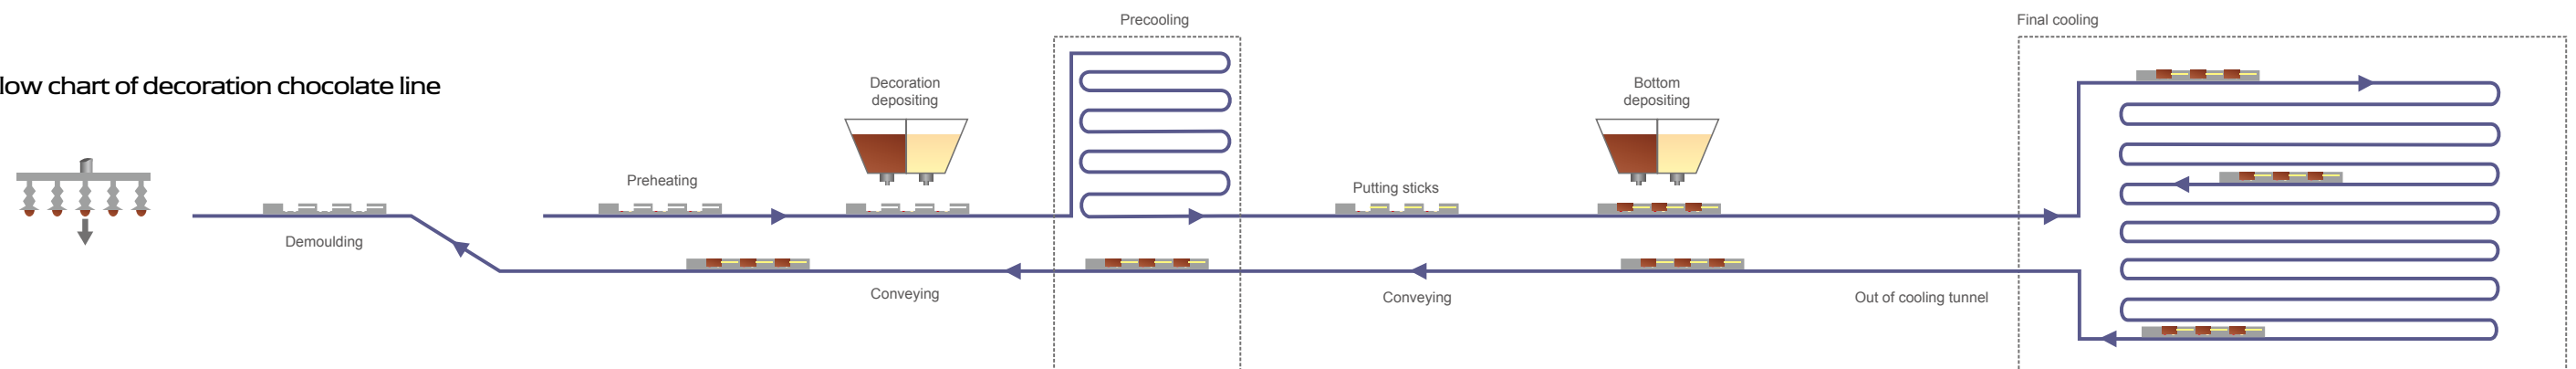 Precooling
Final cooling
low chart of decoration chocolate line
Decoration
depositing
Bottom
depositing
Preheating
Putting sticks
Demoulding
Conveying
Conveying
Out of cooling tunnel